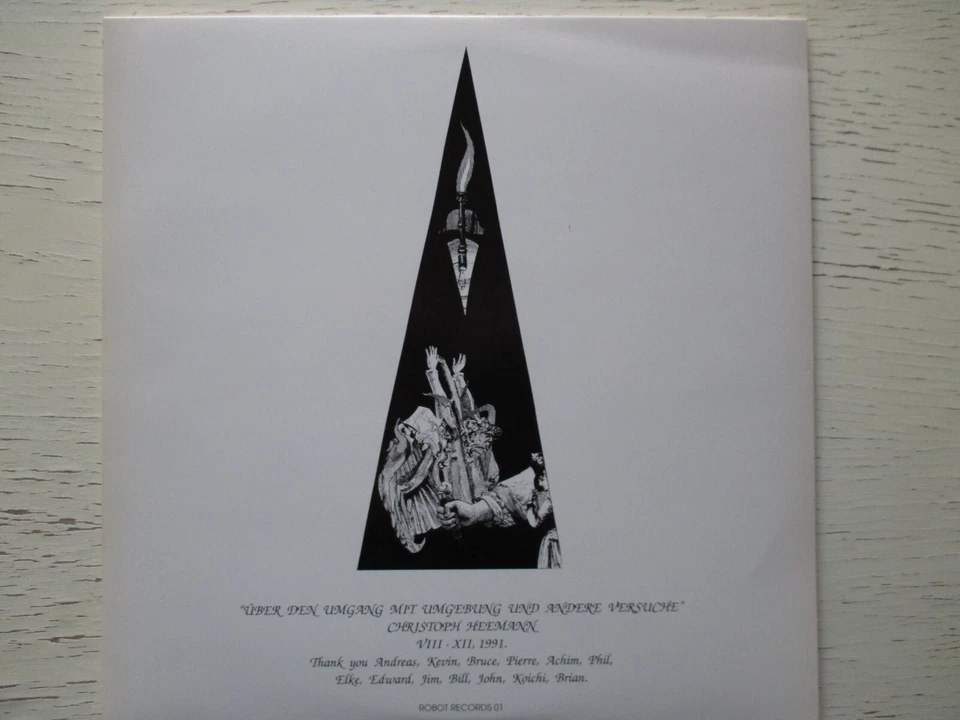 "ÜBER DEN UMGANG MIT UMGEBUNG UND ANDERE VERSUCHE"
CHRISTOPH HEEMANN
VIII - XII, 1991.
Thank you Andreas, Kevin, Bruce, Pierre, Achim, Phil,
Elke, Edward, Jim, Bill, John, Koichi, Brian.
ROBOT RECORDS 01